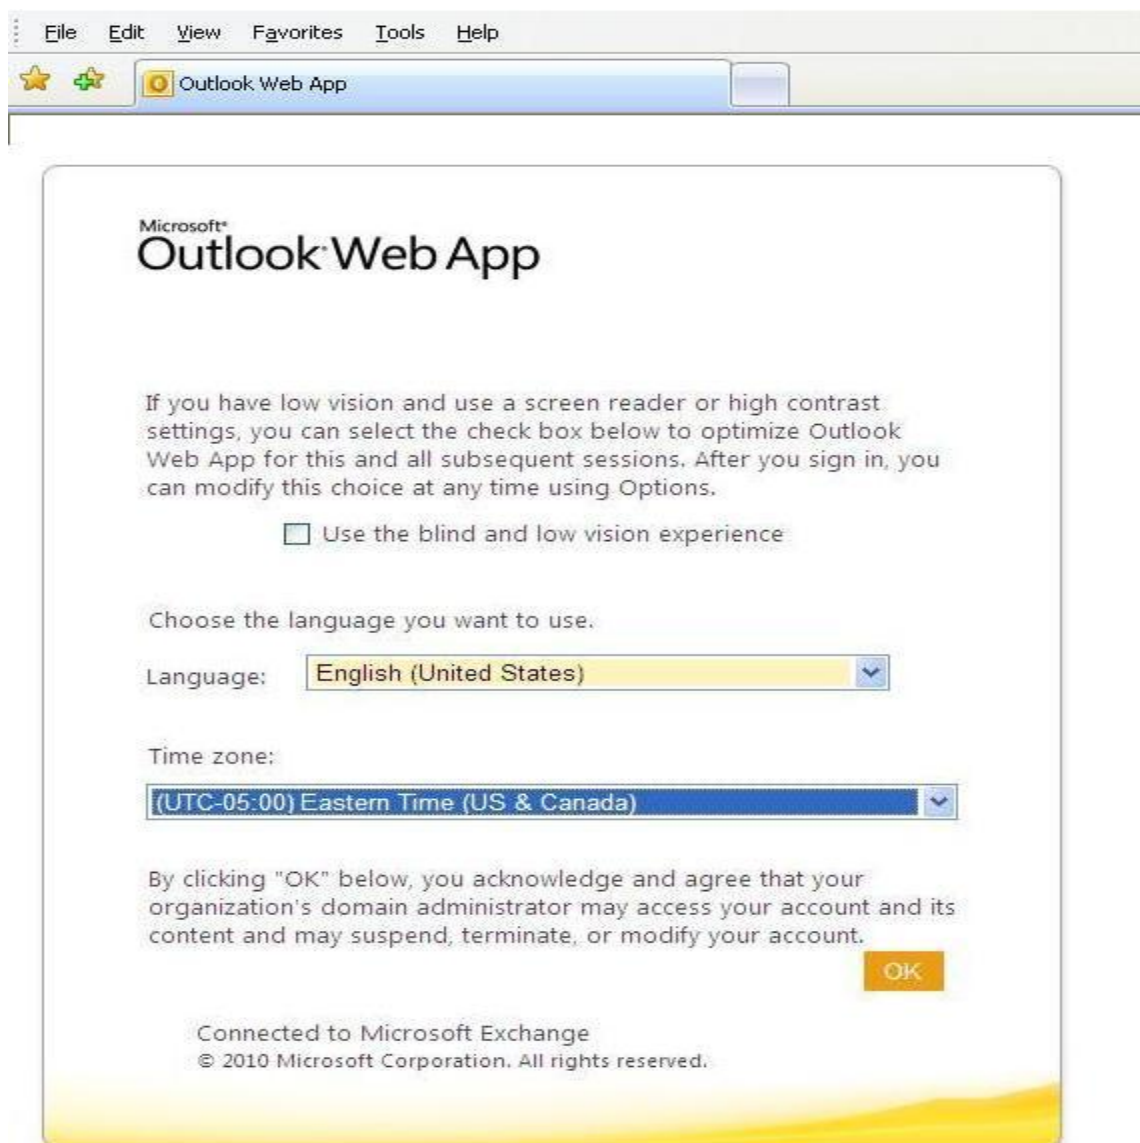 File Edit View Favorites Tools Help
Outlook Web App
Microsoft®
Outlook Web App
If you have low vision and use a screen reader or high contrast
settings, you can select the check box below to optimize Outlook
Web App for this and all subsequent sessions. After you sign in, you
can modify this choice at any time using Options.
Use the blind and low vision experience
Choose the language you want to use.
Language: English (United States)
Time zone:
(UTC-05:00) Eastern Time (US & Canada)
By clicking "OK" below, you acknowledge and agree that your
organization's domain administrator may access your account and its
content and may suspend, terminate, or modify your account.
OK
Connected to Microsoft Exchange
© 2010 Microsoft Corporation. All rights reserved.